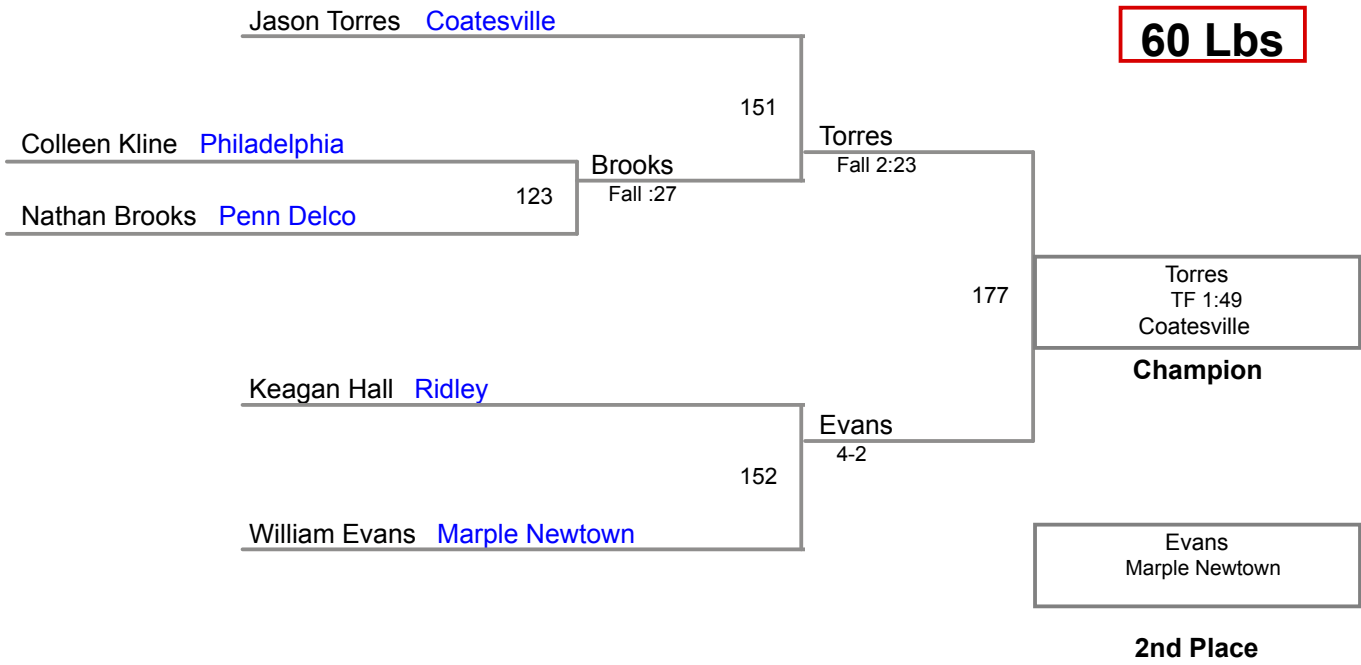 Jason Torres Coatesville
60 Lbs
151
Colleen Kline Philadelphia
Torres
Fall 2:23
Brooks
Fall :27
123
Nathan Brooks Penn Delco
177
Torres
TF 1:49
Coatesville
Champion
Keagan Hall Ridley
Evans
4-2
152
William Evans Marple Newtown
Evans
Marple Newtown
2nd Place